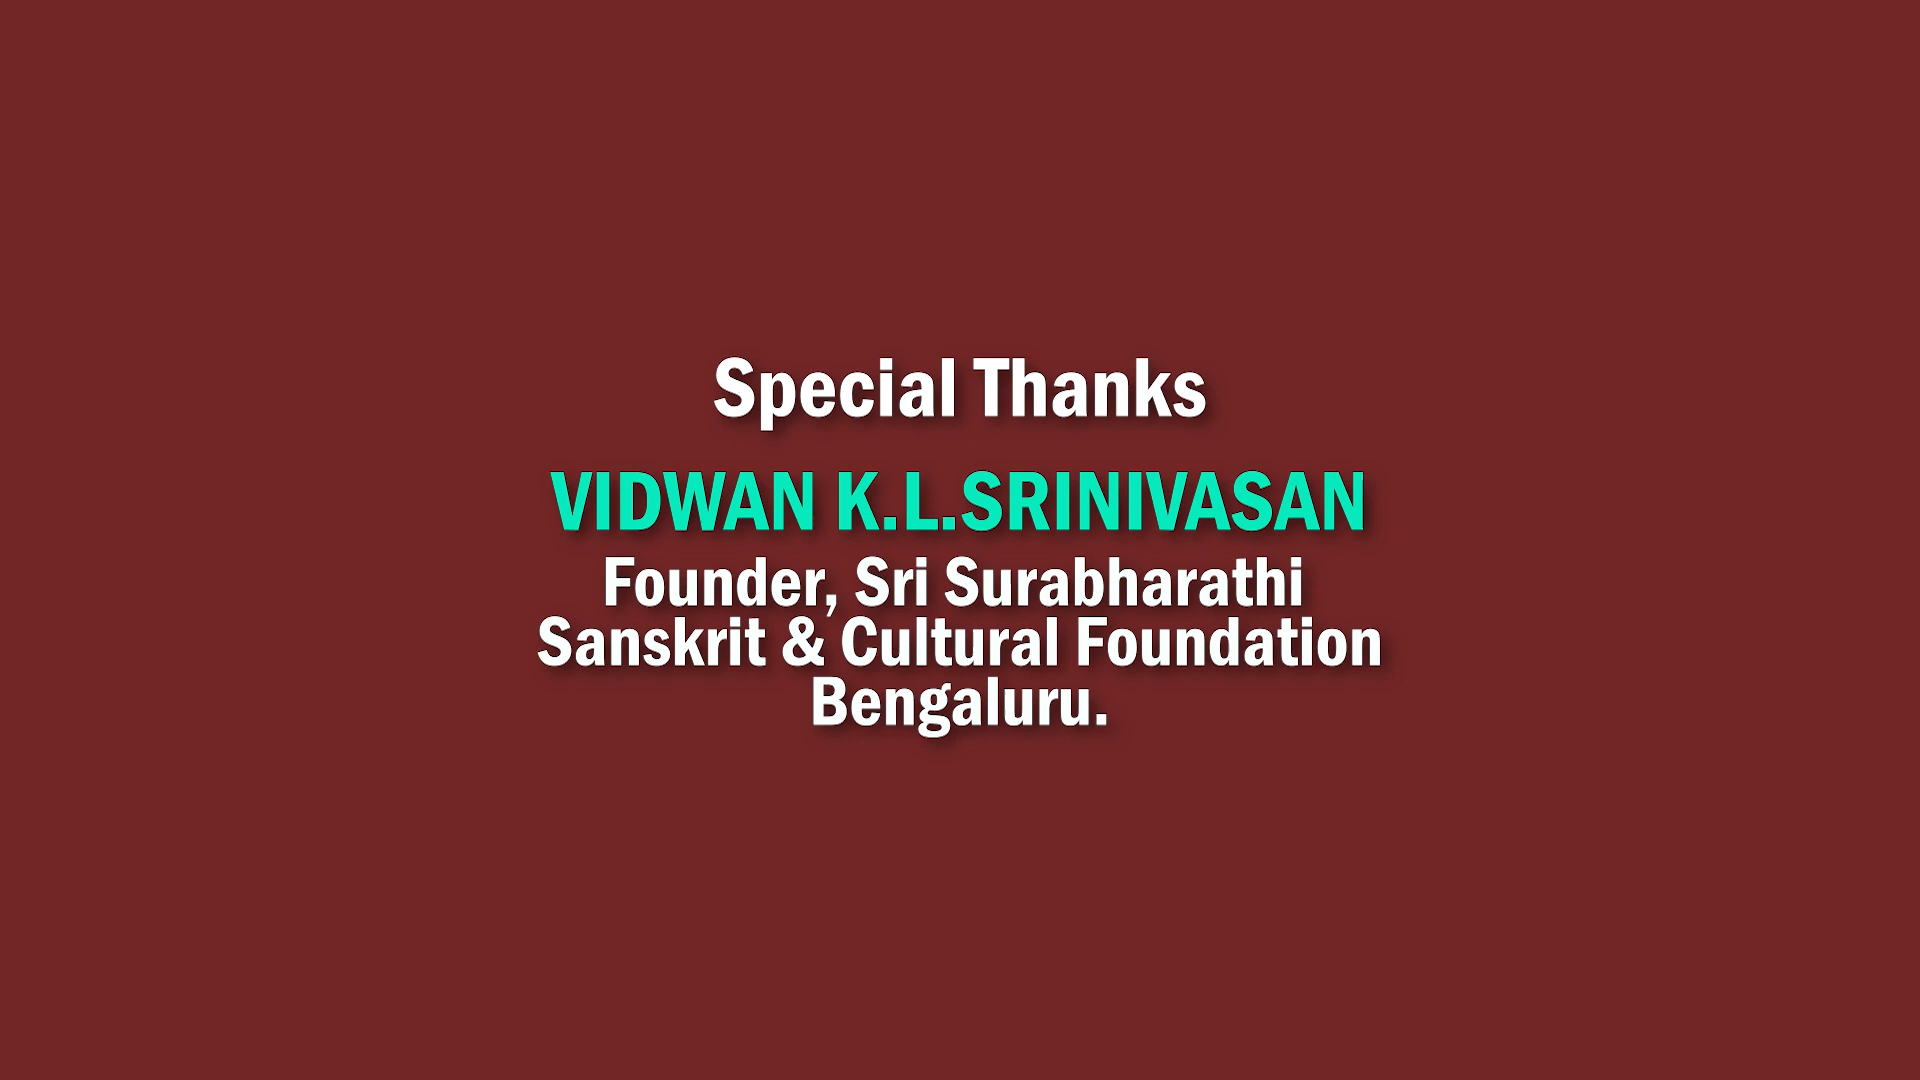 Special Thanks
VIDWAN K.L.SRINIVASAN
Founder, Sri Surabharathi
Sanskrit & Cultural Foundation
Bengaluru.